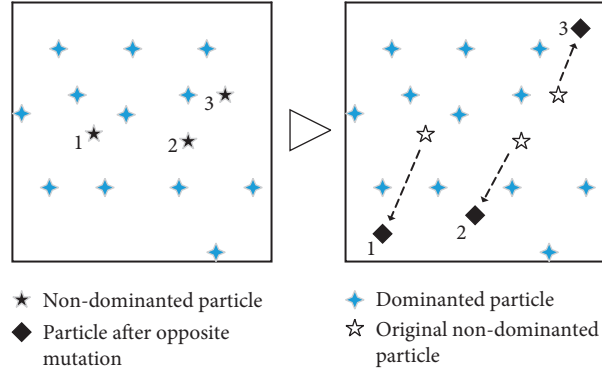 3
3
1
2
1
2
Non-dominanted particle
Particle after opposite
mutation
Dominanted particle
Original non-dominanted
particle